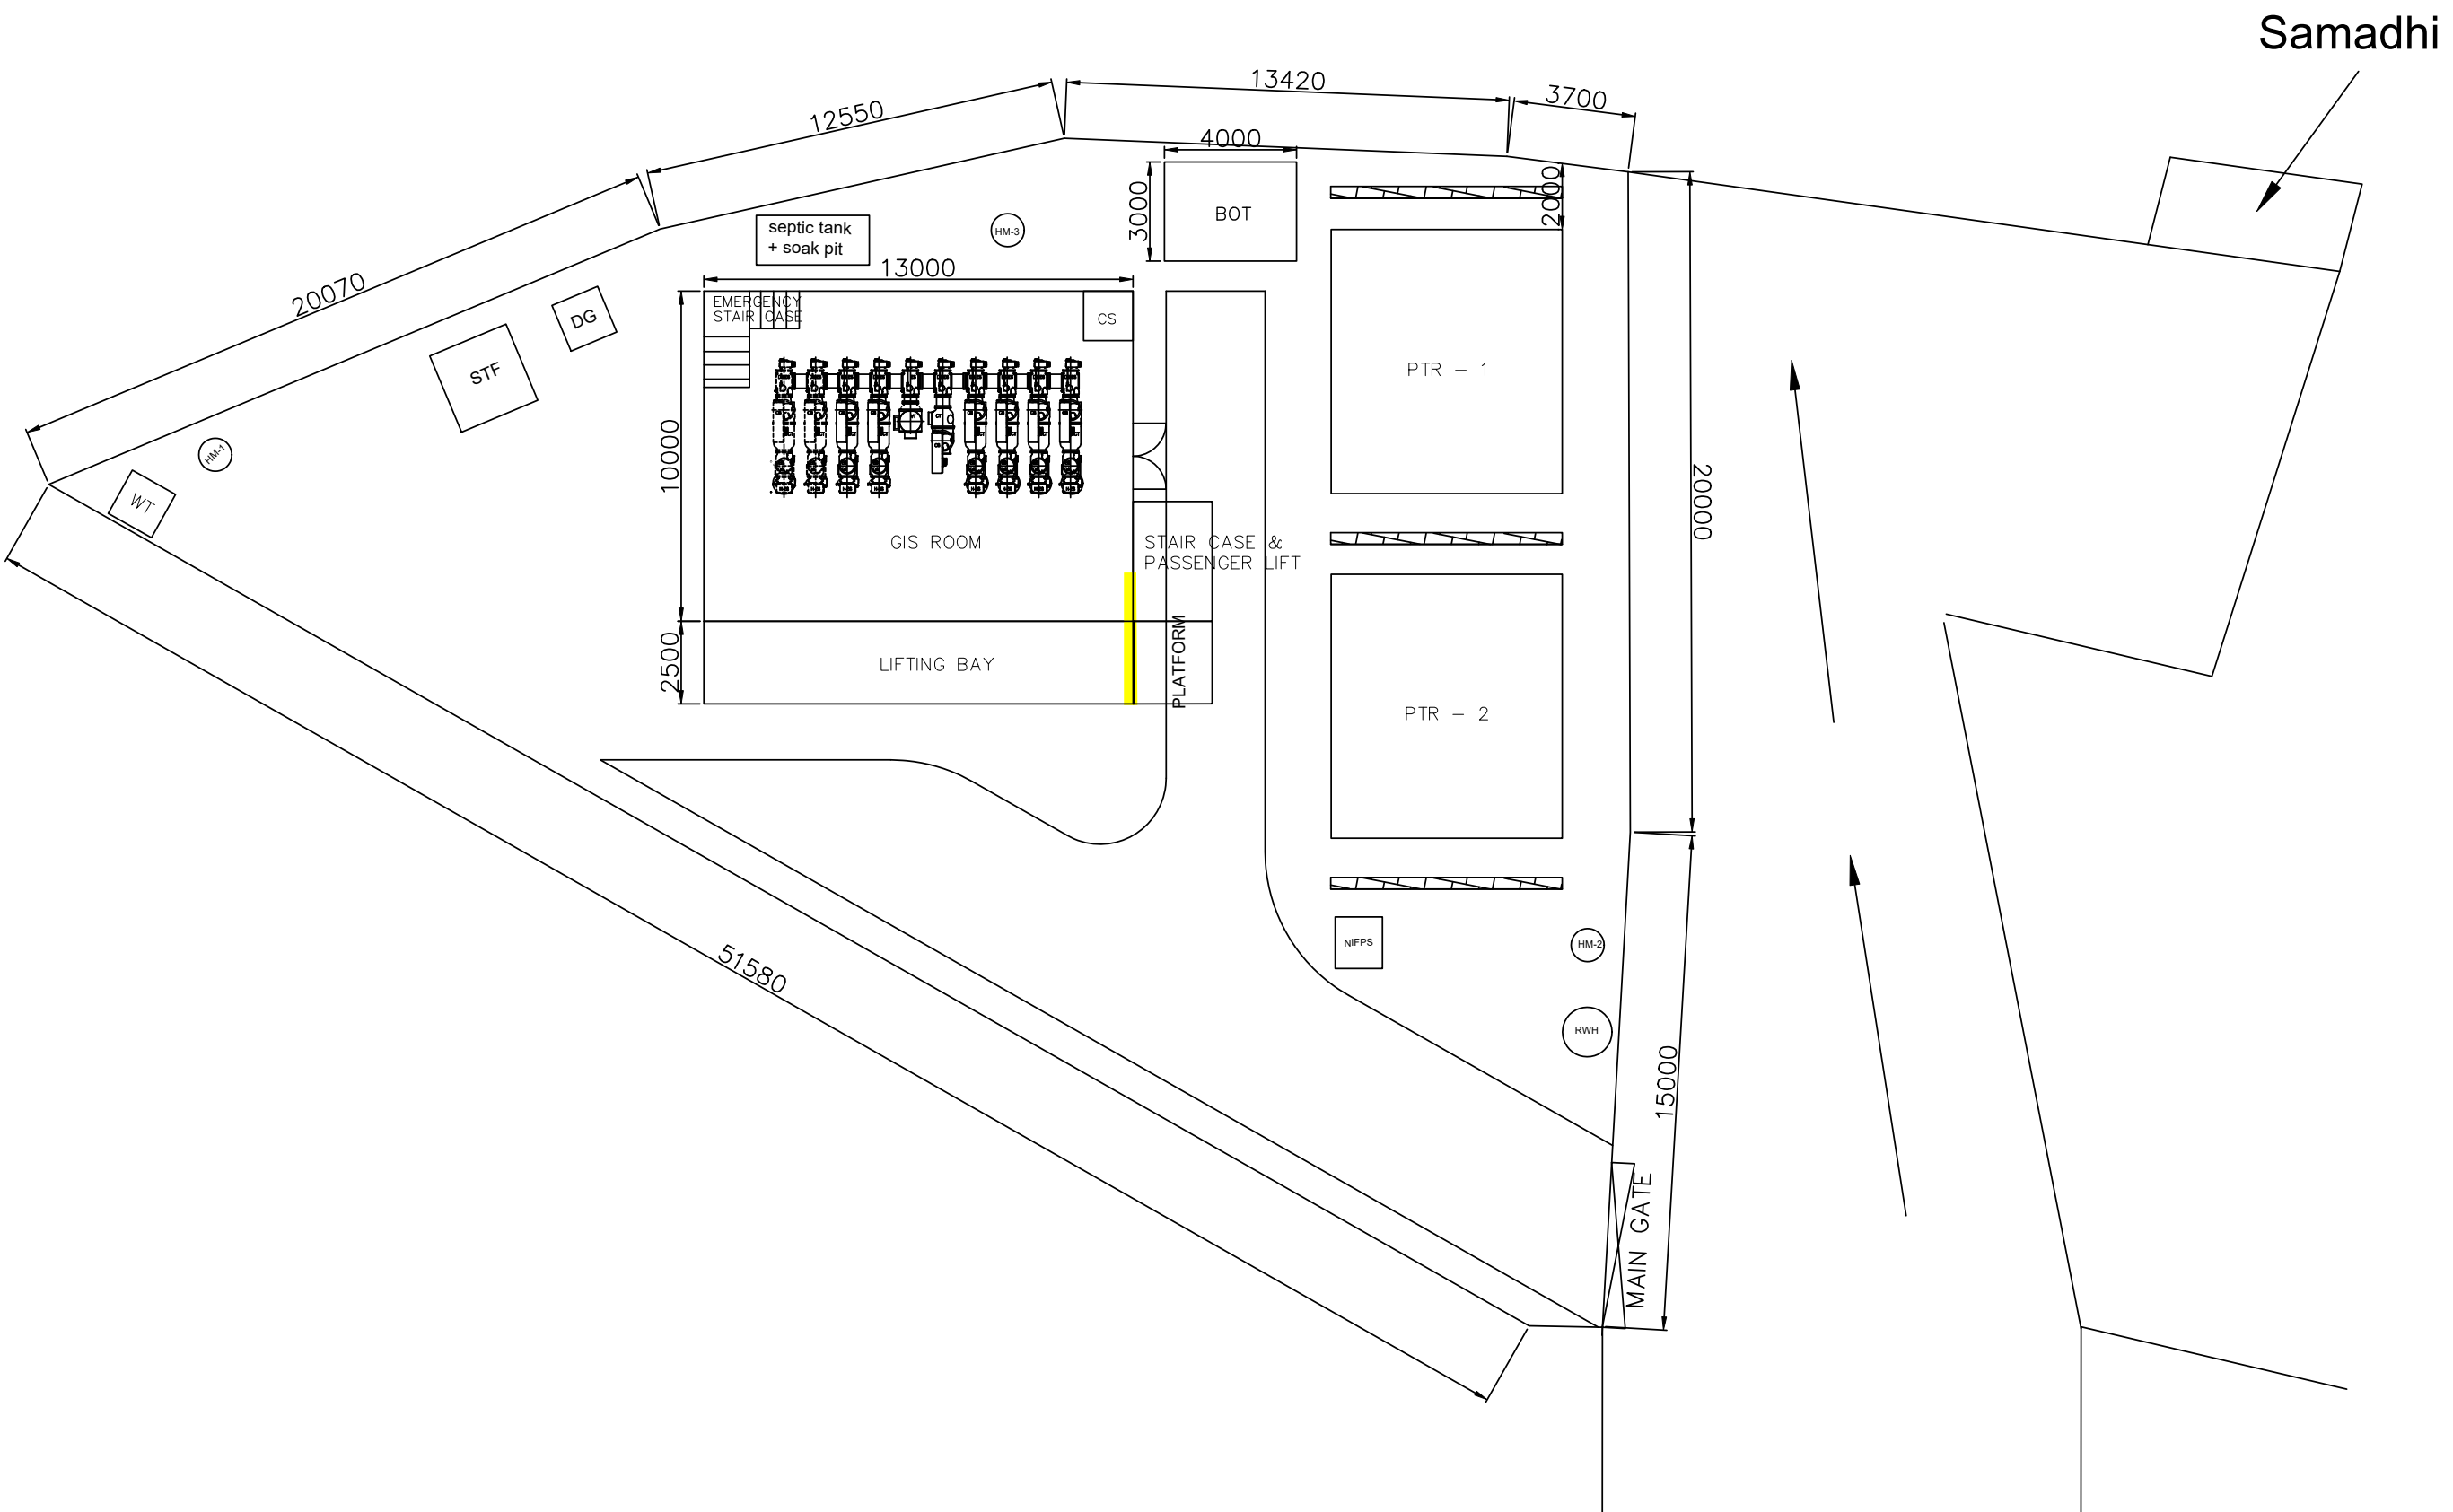 Samadhi
13420
3700
12550
4000
3000
BOT
2000
septic tank
+ soak pit
HM-3
13000
20070
DG
STF
EMERGENCY
STAIR CASE
CS
PTR - 1
HM-1
WT
10000
20000
GIS ROOM
STAIR CASE &
PASSENGER LIFT
2500
LIFTING BAY
PLATFORM
PTR - 2
51580
NIFPS
HM-2
RWH
15000
MAIN GATE